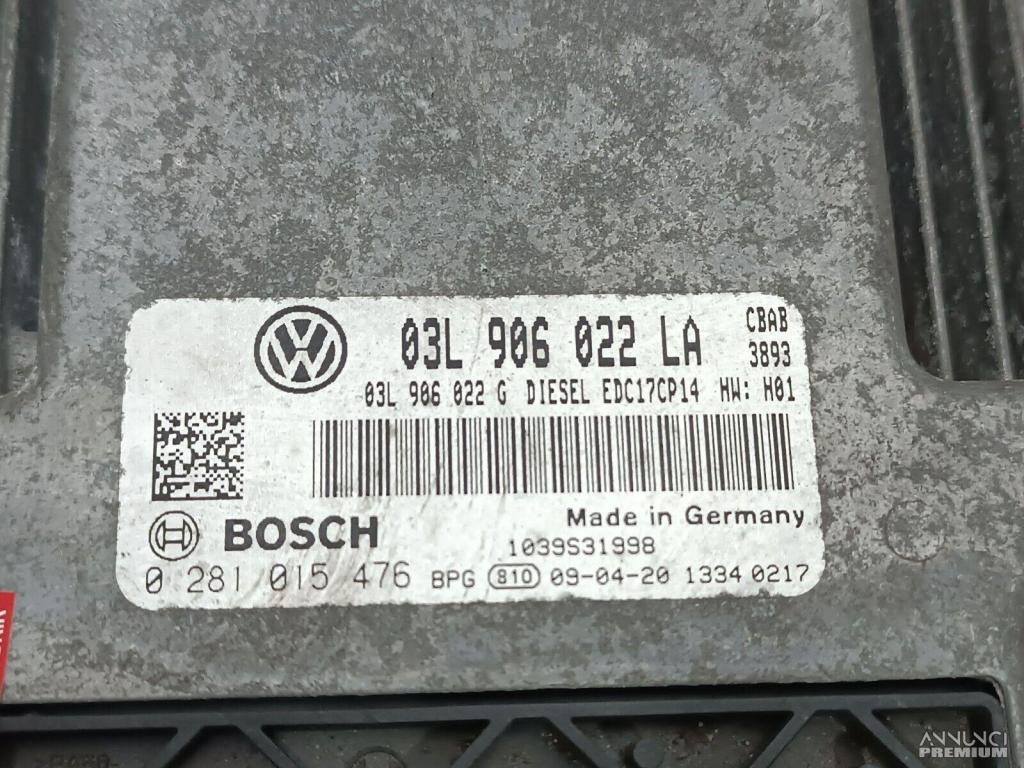 03L 906 022 LA CBAB
3893
03L 906 022 G DIESEL EDC17CP14 HW: H01
Made in Germany
BOSCH
1039S31998
0 281 015 476 BPG 810 09-04-20 1334 0217
ANNUNCI
PREMIUM